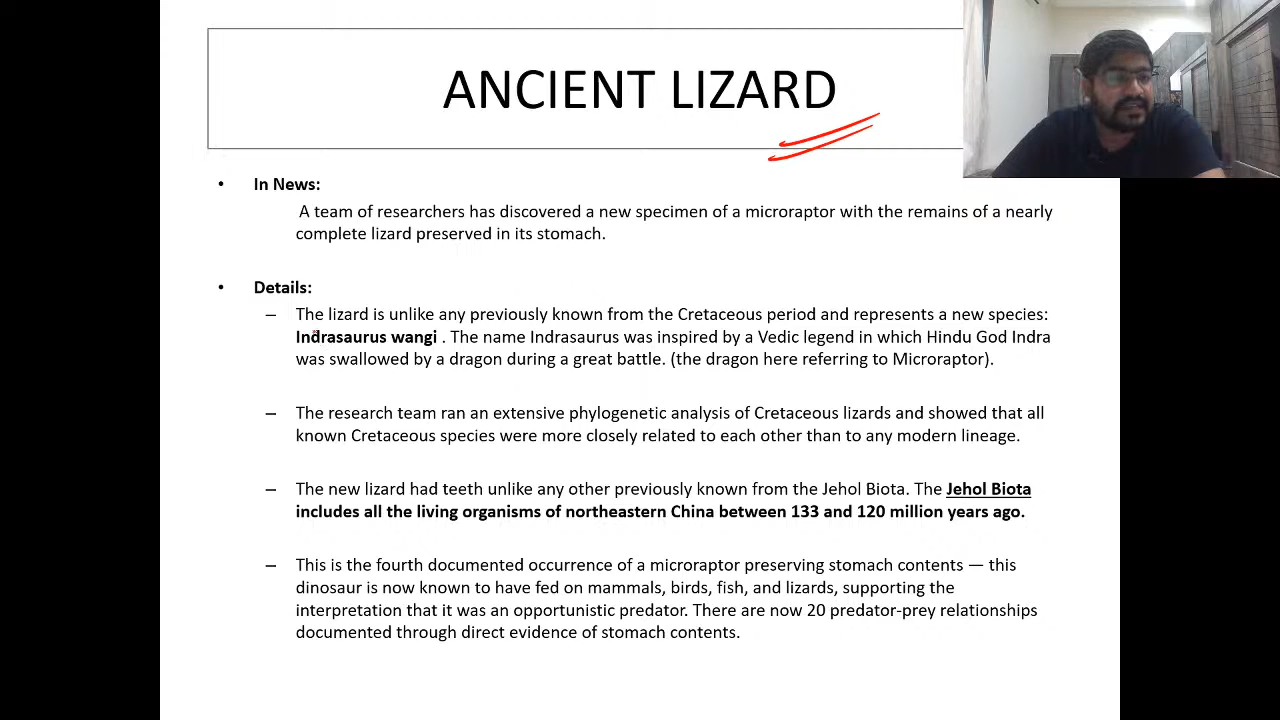 ANCIENT LIZARD
• In News:
A team of researchers has discovered a new specimen of a microraptor with the remains of a nearly
complete lizard preserved in its stomach.
• Details:
– The lizard is unlike any previously known from the Cretaceous period and represents a new species:
Indrasaurus wangi . The name Indrasaurus was inspired by a Vedic legend in which Hindu God Indra
was swallowed by a dragon during a great battle. (the dragon here referring to Microraptor).
– The research team ran an extensive phylogenetic analysis of Cretaceous lizards and showed that all
known Cretaceous species were more closely related to each other than to any modern lineage.
– The new lizard had teeth unlike any other previously known from the Jehol Biota. The Jehol Biota
includes all the living organisms of northeastern China between 133 and 120 million years ago.
– This is the fourth documented occurrence of a microraptor preserving stomach contents — this
dinosaur is now known to have fed on mammals, birds, fish, and lizards, supporting the
interpretation that it was an opportunistic predator. There are now 20 predator-prey relationships
documented through direct evidence of stomach contents.